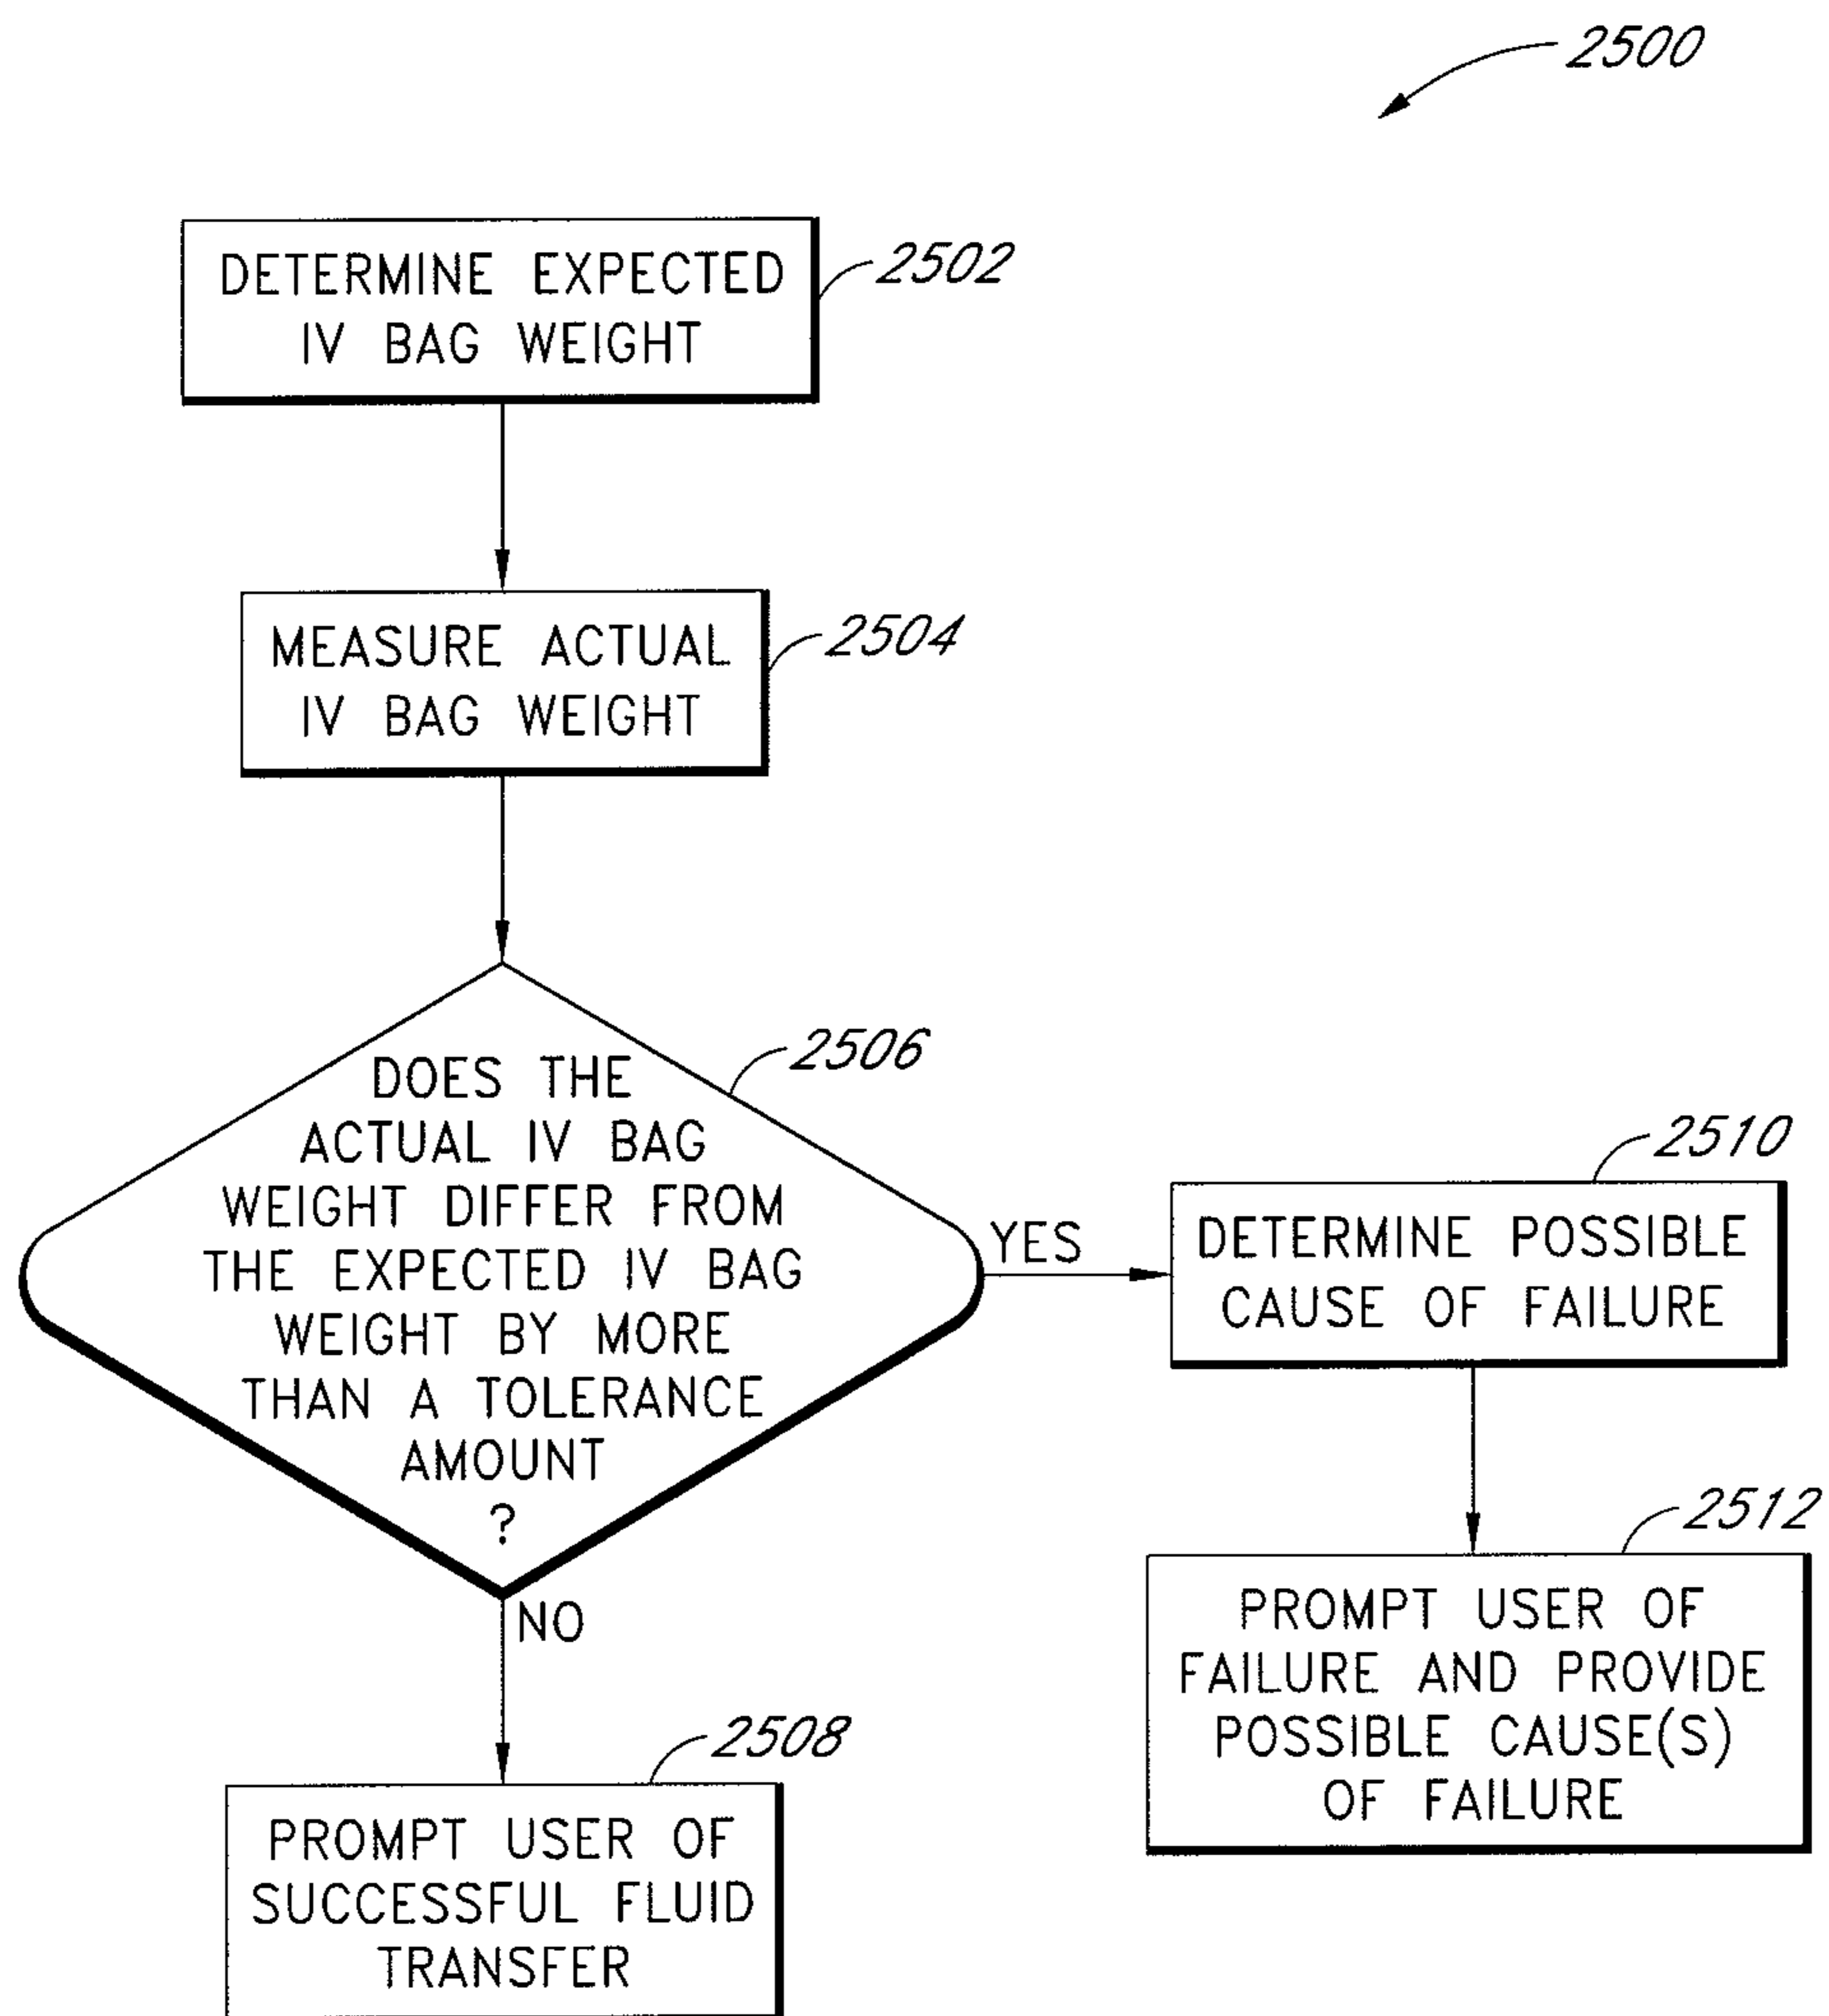 2500
DETERMINE EXPECTED
IV BAG WEIGHT
2502
MEASURE ACTUAL
IV BAG WEIGHT
2504
DOES THE
ACTUAL IV BAG
WEIGHT DIFFER FROM
THE EXPECTED IV BAG
WEIGHT BY MORE
THAN A TOLERANCE
AMOUNT
?
2506
YES
NO
2510
DETERMINE POSSIBLE
CAUSE OF FAILURE
2512
PROMPT USER OF
FAILURE AND PROVIDE
POSSIBLE CAUSE(S)
OF FAILURE
2508
PROMPT USER OF
SUCCESSFUL FLUID
TRANSFER